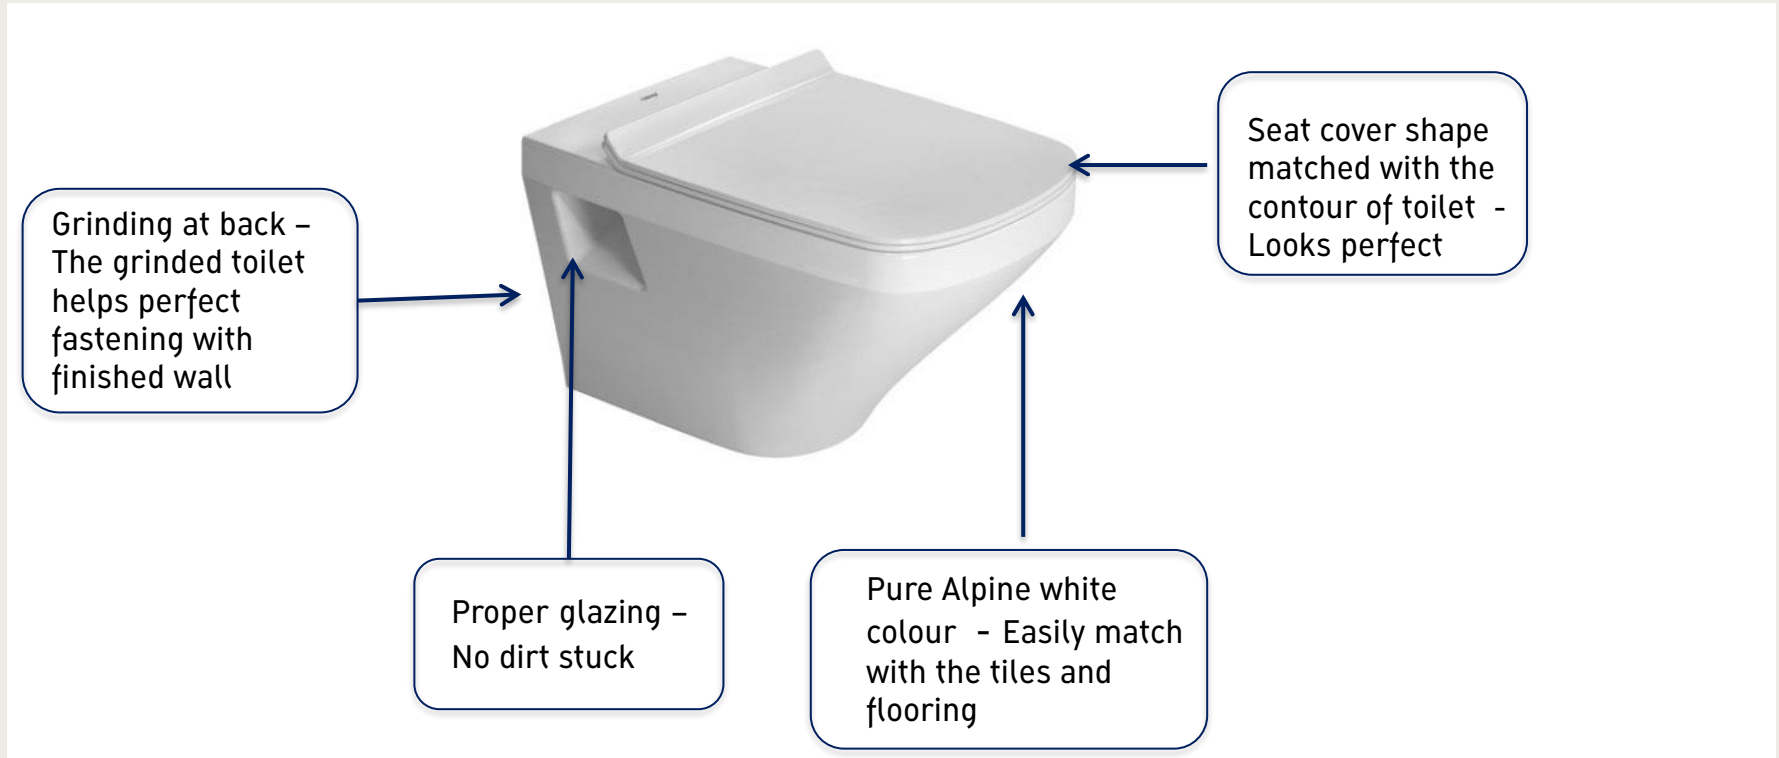 Seat cover shape
matched with the
contour of toilet -
Looks perfect
Grinding at back –
The grinded toilet
helps perfect
fastening with
finished wall
Proper glazing –
No dirt stuck
Pure Alpine white
colour - Easily match
with the tiles and
flooring